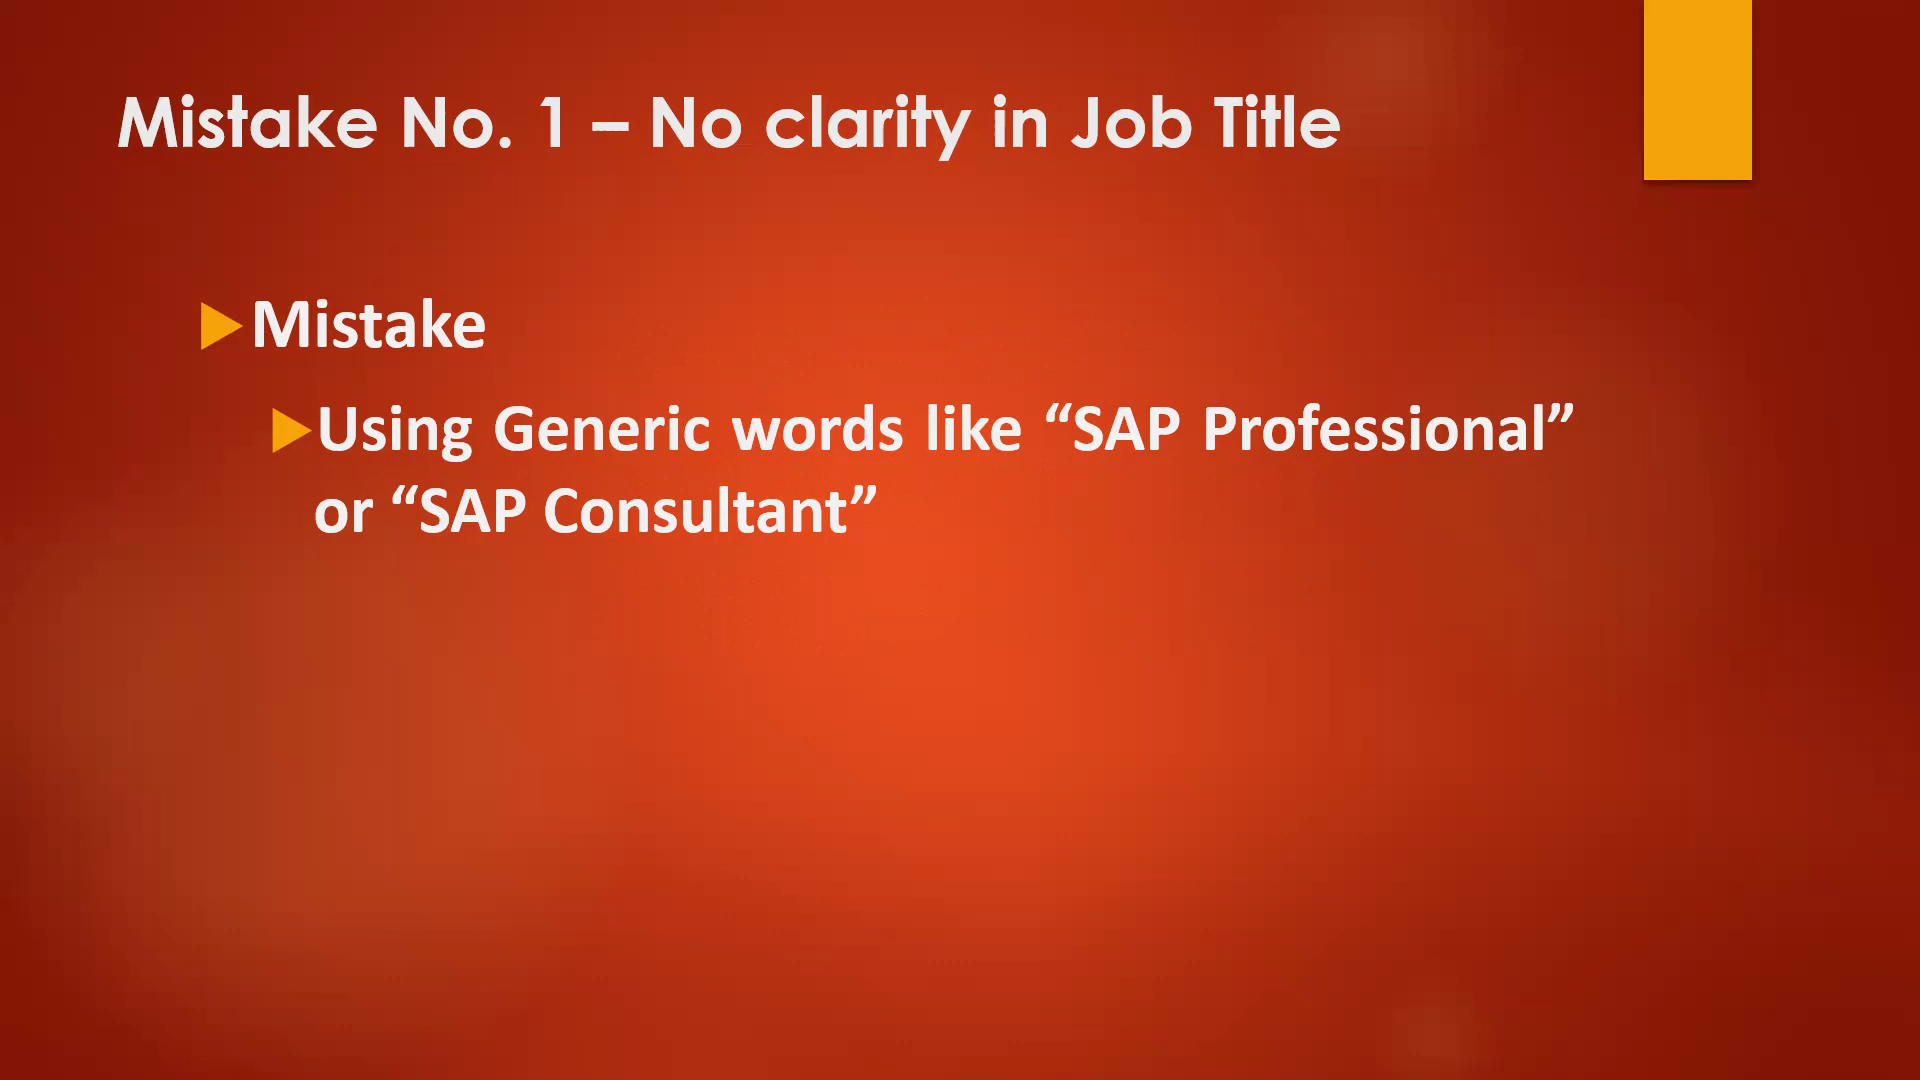 Mistake No. 1 – No clarity in Job Title
Mistake
Using Generic words like “SAP Professional”
or “SAP Consultant”